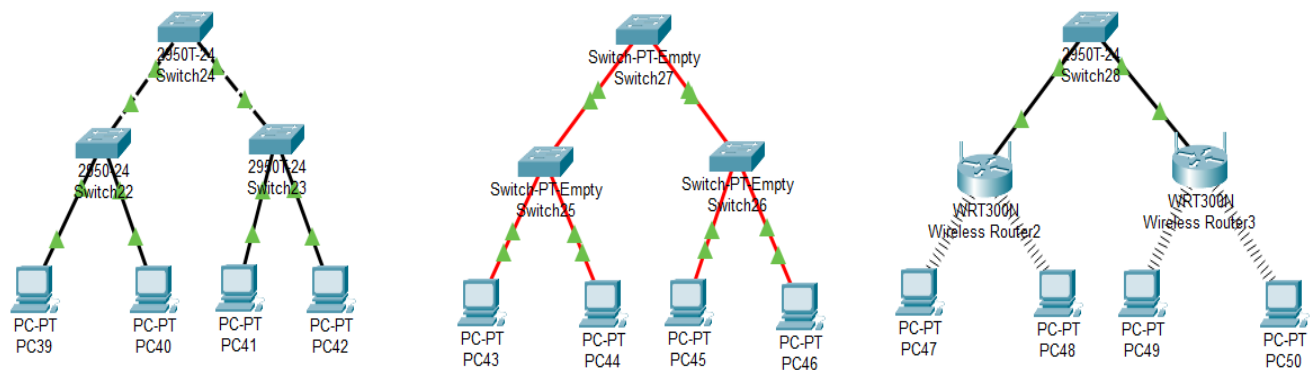 2950T-24
Switch24
2950-24
Switch22
2950T-24
Switch23
PC-PT
PC39
PC-PT
PC40
PC-PT
PC41
PC-PT
PC42
Switch-PT-Empty
Switch27
Switch-PT-Empty
Switch25
Switch-PT-Empty
Switch26
PC-PT
PC43
PC-PT
PC44
PC-PT
PC45
PC-PT
PC46
2950T-24
Switch28
WRT300N
Wireless Router2
WRT300N
Wireless Router3
PC-PT
PC47
PC-PT
PC48
PC-PT
PC49
PC-PT
PC50